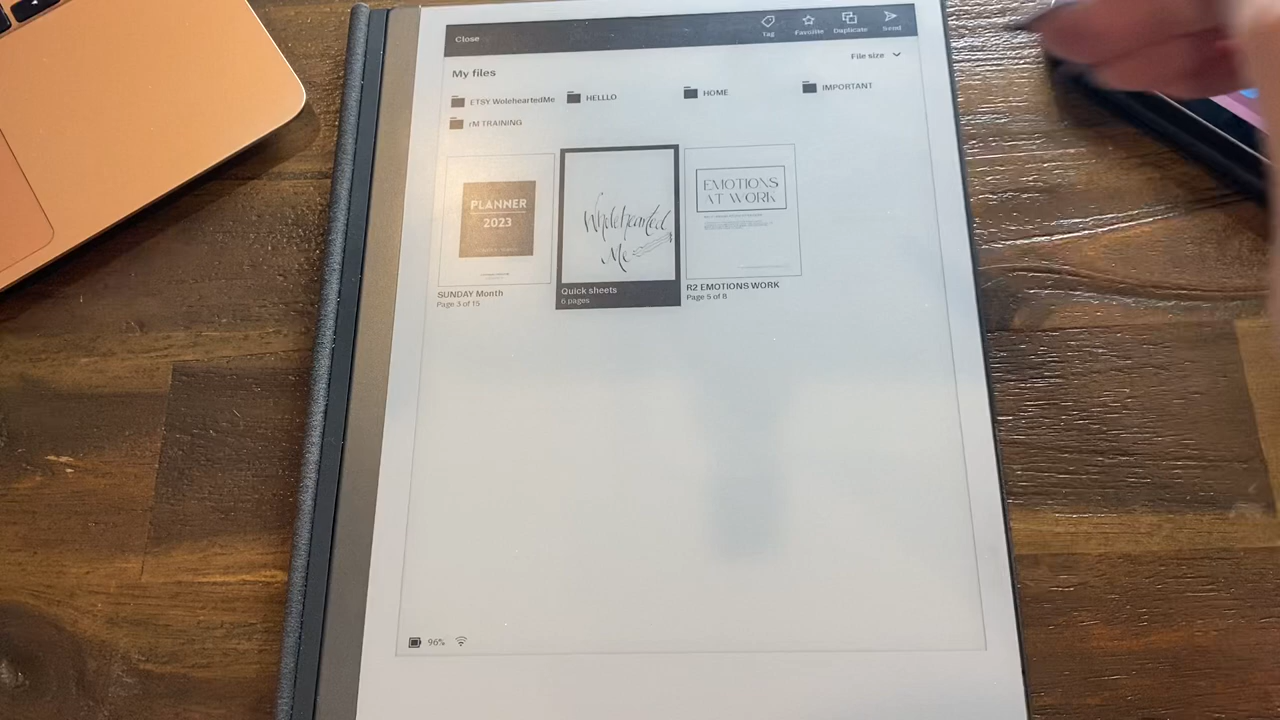 Close
Tag
Favorite
Duplicate
Send
File size
My files
ETSY WoleheartedMe
HELLLO
HOME
IMPORTANT
rM TRAINING
PLANNER
2023
Wholehearted
Me
EMOTIONS
AT WORK
SUNDAY Month
Page 3 of 15
Quick sheets
6 pages
R2 EMOTIONS WORK
Page 5 of 8
96%